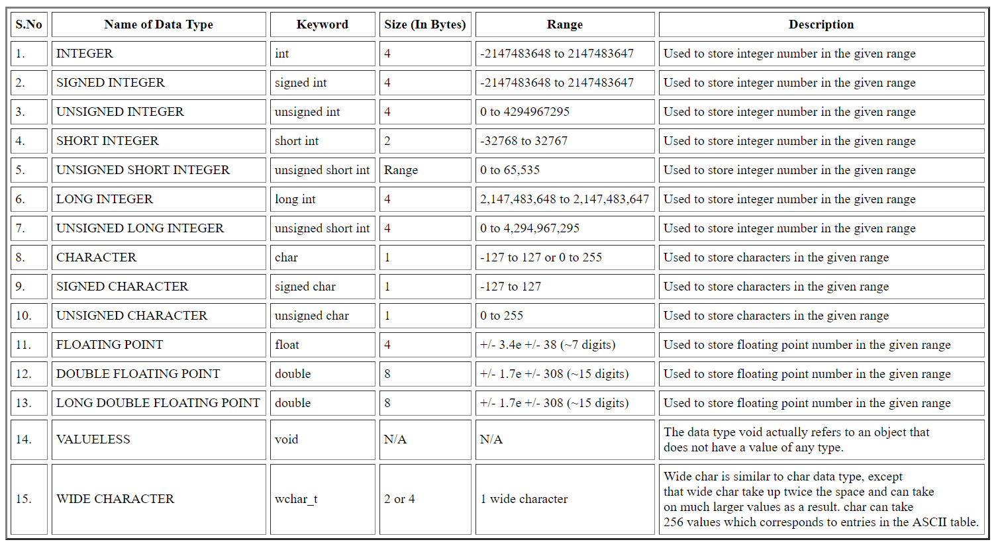 S.No Name of Data Type Keyword Size (In Bytes) Range Description
1. INTEGER int 4 -2147483648 to 2147483647 Used to store integer number in the given range
2. SIGNED INTEGER signed int 4 -2147483648 to 2147483647 Used to store integer number in the given range
3. UNSIGNED INTEGER unsigned int 4 0 to 4294967295 Used to store integer number in the given range
4. SHORT INTEGER short int 2 -32768 to 32767 Used to store integer number in the given range
5. UNSIGNED SHORT INTEGER unsigned short int Range 0 to 65,535 Used to store integer number in the given range
6. LONG INTEGER long int 4 2,147,483,648 to 2,147,483,647 Used to store integer number in the given range
7. UNSIGNED LONG INTEGER unsigned short int 4 0 to 4,294,967,295 Used to store integer number in the given range
8. CHARACTER char 1 -127 to 127 or 0 to 255 Used to store characters in the given range
9. SIGNED CHARACTER signed char 1 -127 to 127 Used to store characters in the given range
10. UNSIGNED CHARACTER unsigned char 1 0 to 255 Used to store characters in the given range
11. FLOATING POINT float 4 +/- 3.4e +/- 38 (~7 digits) Used to store floating point number in the given range
12. DOUBLE FLOATING POINT double 8 +/- 1.7e +/- 308 (~15 digits) Used to store floating point number in the given range
13. LONG DOUBLE FLOATING POINT double 8 +/- 1.7e +/- 308 (~15 digits) Used to store floating point number in the given range
14. VALUELESS void N/A N/A The data type void actually refers to an object that
does not have a value of any type.
15. WIDE CHARACTER wchar_t 2 or 4 1 wide character Wide char is similar to char data type, except
that wide char take up twice the space and can take
on much larger values as a result. char can take
256 values which corresponds to entries in the ASCII table.